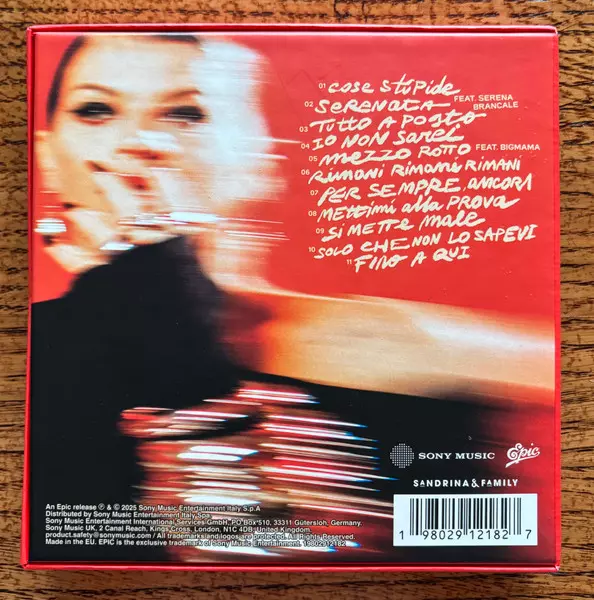 01 COSE STUPIDE
02 SERENATA FEAT. SERENA BRANCALE
03 TUTTO A POSTO
04 IO NON SAREI
05 MEZZO ROTTO FEAT. BIGMAMA
06 RIMANI RIMANI RIMANI
07 PER SEMPRE, ANCORA
08 METTIMI ALLA PROVA
09 SI METTE MALE
10 SOLO CHE NON LO SAPEVI
11 FINO A QUI
SONY MUSIC Epic
SANDRINA & FAMILY
An Epic release ℗ & © 2025 Sony Music Entertainment Italy S.p.A
Distributed by Sony Music Entertainment Italy Spa
Sony Music Entertainment International Services GmbH, PO Box 510, 33311 Gütersloh, Germany.
Sony Music UK, 2 Canal Reach, Kings Cross, London, N1C 4DB, United Kingdom.
product.safety@sonymusic.com / All trademarks and logos are protected.
Made in the EU. EPIC is the exclusive trademark of Sony Music Entertainment. 19802912182
1 98029 12182 7